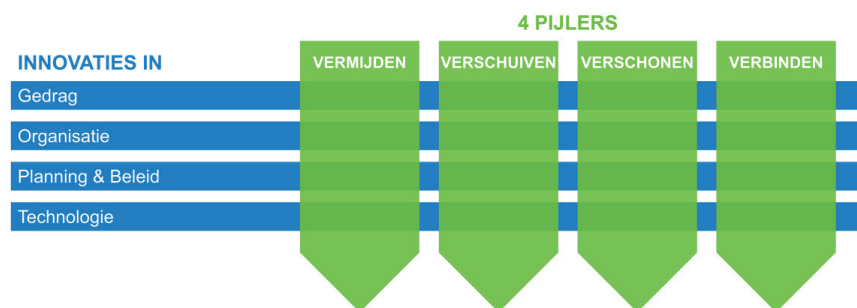 4 PIJLERS
INNOVATIES IN
VERMIJDEN
VERSCHUIVEN
VERSCHONEN
VERBINDEN
Gedrag
Organisatie
Planning & Beleid
Technologie